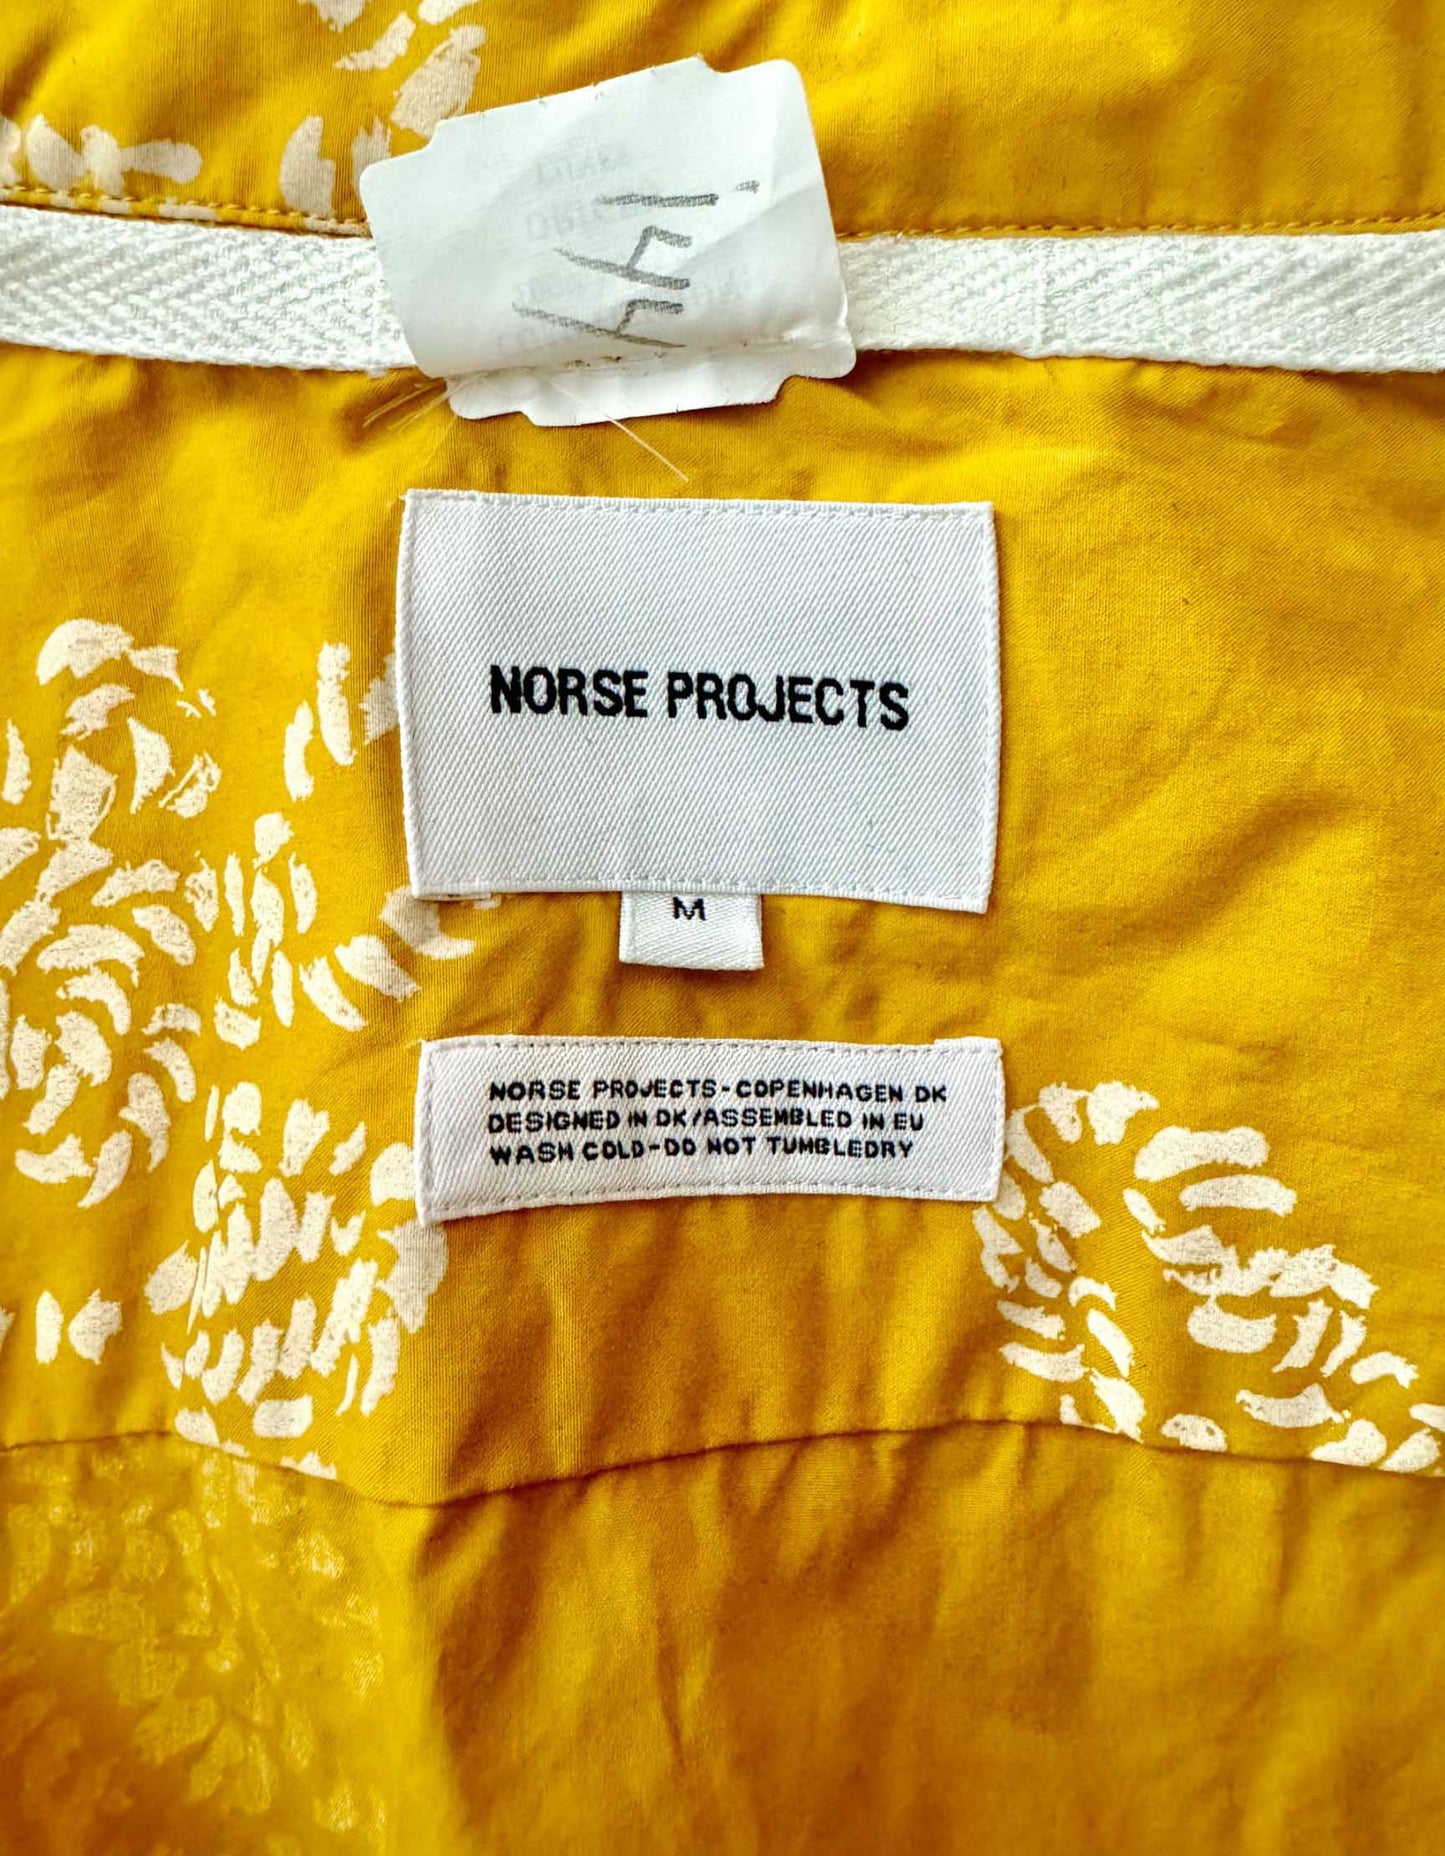 NORSE PROJECTS
M
NORSE PROJECTS-COPENHAGEN DK
DESIGNED IN DK/ASSEMBLED IN EU
WASH COLD-DO NOT TUMBLEDRY